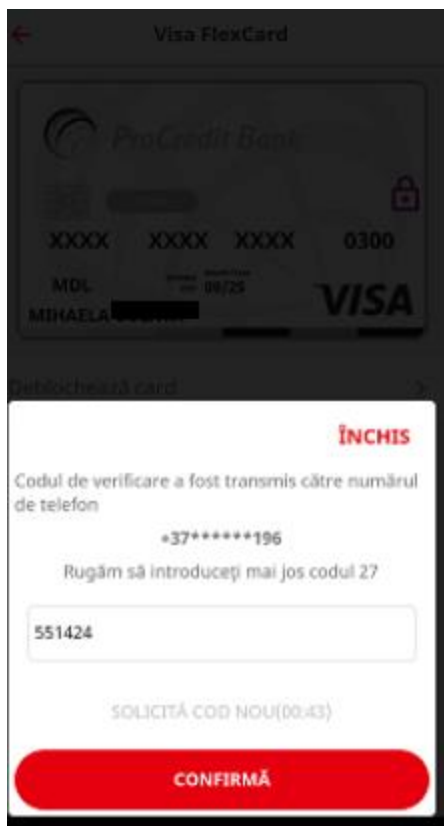 Visa FlexCard
ProCredit Bank
XXXX XXXX XXXX 0300
MDL 09/25
MIHAELA
VISA
Deblochează card
ÎNCHIS
Codul de verificare a fost transmis către numărul
de telefon
+37******196
Rugăm să introduceți mai jos codul 27
551424
SOLICITĂ COD NOU(00:43)
CONFIRMĂ